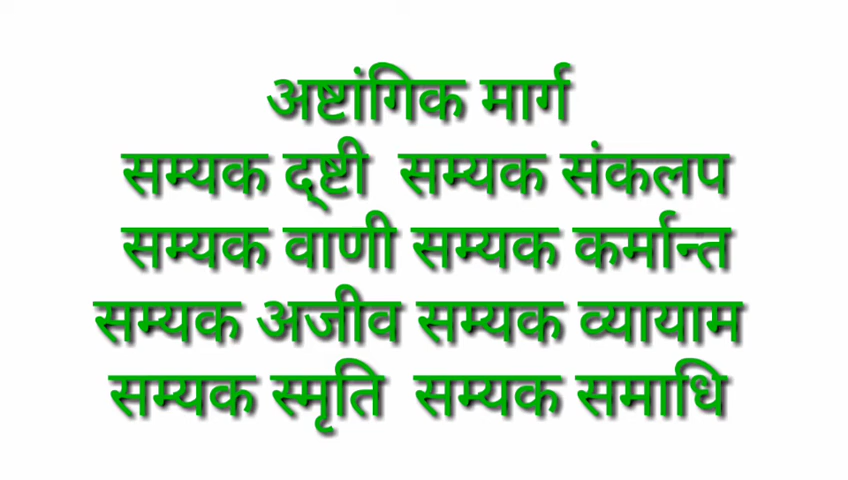 अष्टांगिक मार्ग
सम्यक द्ष्टी सम्यक संकलप
सम्यक वाणी सम्यक कर्मान्त
सम्यक अजीव सम्यक व्यायाम
सम्यक स्मृति सम्यक समाधि